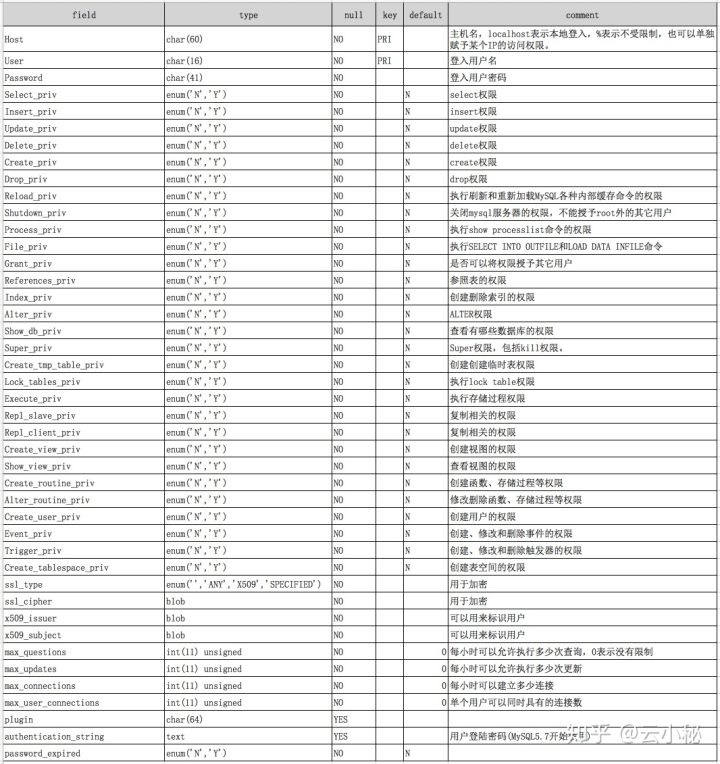 field type null key default comment
Host char(60) NO PRI 主机名，localhost表示本地登入，%表示不受限制，也可以单独
赋予某个IP的访问权限。
User char(16) NO PRI 登入用户名
Password char(41) NO 登入用户密码
Select_priv enum('N','Y') NO N select权限
Insert_priv enum('N','Y') NO N insert权限
Update_priv enum('N','Y') NO N update权限
Delete_priv enum('N','Y') NO N delete权限
Create_priv enum('N','Y') NO N create权限
Drop_priv enum('N','Y') NO N drop权限
Reload_priv enum('N','Y') NO N 执行刷新和重新加载MySQL各种内部缓存命令的权限
Shutdown_priv enum('N','Y') NO N 关闭mysql服务器的权限，不能授予root外的其它用户
Process_priv enum('N','Y') NO N 执行show processlist命令的权限
File_priv enum('N','Y') NO N 执行SELECT INTO OUTFILE和LOAD DATA INFILE命令
Grant_priv enum('N','Y') NO N 是否可以将权限授予其它用户
References_priv enum('N','Y') NO N 参照表的权限
Index_priv enum('N','Y') NO N 创建删除索引的权限
Alter_priv enum('N','Y') NO N ALTER权限
Show_db_priv enum('N','Y') NO N 查看有哪些数据库的权限
Super_priv enum('N','Y') NO N Super权限，包括kill权限。
Create_tmp_table_priv enum('N','Y') NO N 创建创建临时表权限
Lock_tables_priv enum('N','Y') NO N 执行lock table权限
Execute_priv enum('N','Y') NO N 执行存储过程权限
Repl_slave_priv enum('N','Y') NO N 复制相关的权限
Repl_client_priv enum('N','Y') NO N 复制相关的权限
Create_view_priv enum('N','Y') NO N 创建视图的权限
Show_view_priv enum('N','Y') NO N 查看视图的权限
Create_routine_priv enum('N','Y') NO N 创建函数、存储过程等权限
Alter_routine_priv enum('N','Y') NO N 修改删除函数、存储过程等权限
Create_user_priv enum('N','Y') NO N 创建用户的权限
Event_priv enum('N','Y') NO N 创建、修改和删除事件的权限
Trigger_priv enum('N','Y') NO N 创建、修改和删除触发器的权限
Create_tablespace_priv enum('N','Y') NO N 创建表空间的权限
ssl_type enum('','ANY','X509','SPECIFIED') NO 用于加密
ssl_cipher blob NO 用于加密
x509_issuer blob NO 可以用来标识用户
x509_subject blob NO 可以用来标识用户
max_questions int(11) unsigned NO 0 每小时可以允许执行多少次查询，0表示没有限制
max_updates int(11) unsigned NO 0 每小时可以允许执行多少次更新
max_connections int(11) unsigned NO 0 每小时可以建立多少连接
max_user_connections int(11) unsigned NO 0 单个用户可以同时具有的连接数
plugin char(64) YES
authentication_string text YES 用户登陆密码(MySQL5.7开始
password_expired enum('N','Y') NO N
知乎 @云小秘